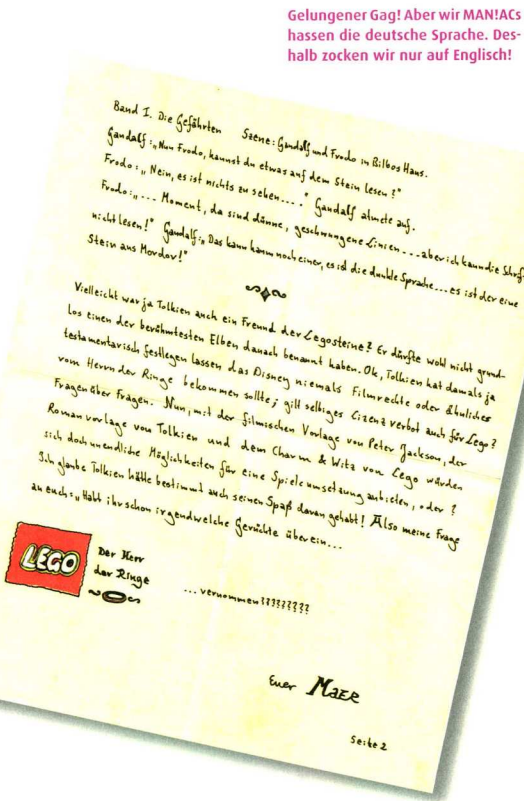 Gelungener Gag! Aber wir MAN!ACs
hassen die deutsche Sprache. Des-
halb zocken wir nur auf Englisch!
Band I. Die Gefährten Szene: Gandalf und Frodo in Bilbos Haus.
Gandalf: „Nun Frodo, kannst du etwas auf dem Stein lesen?"
Frodo: „Nein, es ist nichts zu sehen...." Gandalf atmete auf.
Frodo: „... Moment, da sind dünne, geschwungene Linien ... aber ich kann die Schrift
nicht lesen!" Gandalf: „Das kann kaum noch einer, es ist die dunkle Sprache... es ist der eine
Stein aus Mordor!"
Vielleicht war ja Tolkien auch ein Freund der Legosteine? Er dürfte wohl nicht grund-
los einen der berühmtesten Elben danach benannt haben. Ok, Tolkien hat damals ja
testamentarisch festlegen lassen das Disney niemals Filmrechte oder ähnliches
vom Herrn der Ringe bekommen sollte; gilt selbiges Lizenzverbot auch für Lego?
Fragen über Fragen. Nun, mit der filmischen Vorlage von Peter Jackson, der
Romanvorlage von Tolkien und dem Charm & Witz von Lego würden
sich doch unendliche Möglichkeiten für eine Spieleumsetzung anbieten, oder?
Ich glaube Tolkien hätte bestimmt auch seinen Spaß daran gehabt! Also meine Frage
an euch: „Habt ihr schon irgendwelche Gerüchte über ein...
LEGO
Der Herr
der Ringe
... vernommen?????????
Euer MaEr
Seite 2